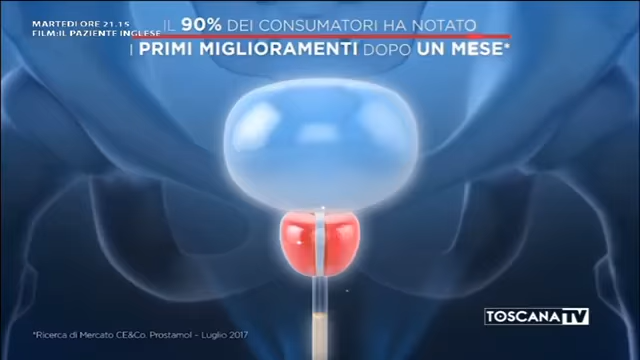 MARTEDI ORE 21.15
FILM:IL PAZIENTE INGLESE
IL 90% DEI CONSUMATORI HA NOTATO
I PRIMI MIGLIORAMENTI DOPO UN MESE*
TOSCANA TV
*Ricerca di Mercato CE&Co. Prostamol - Luglio 2017